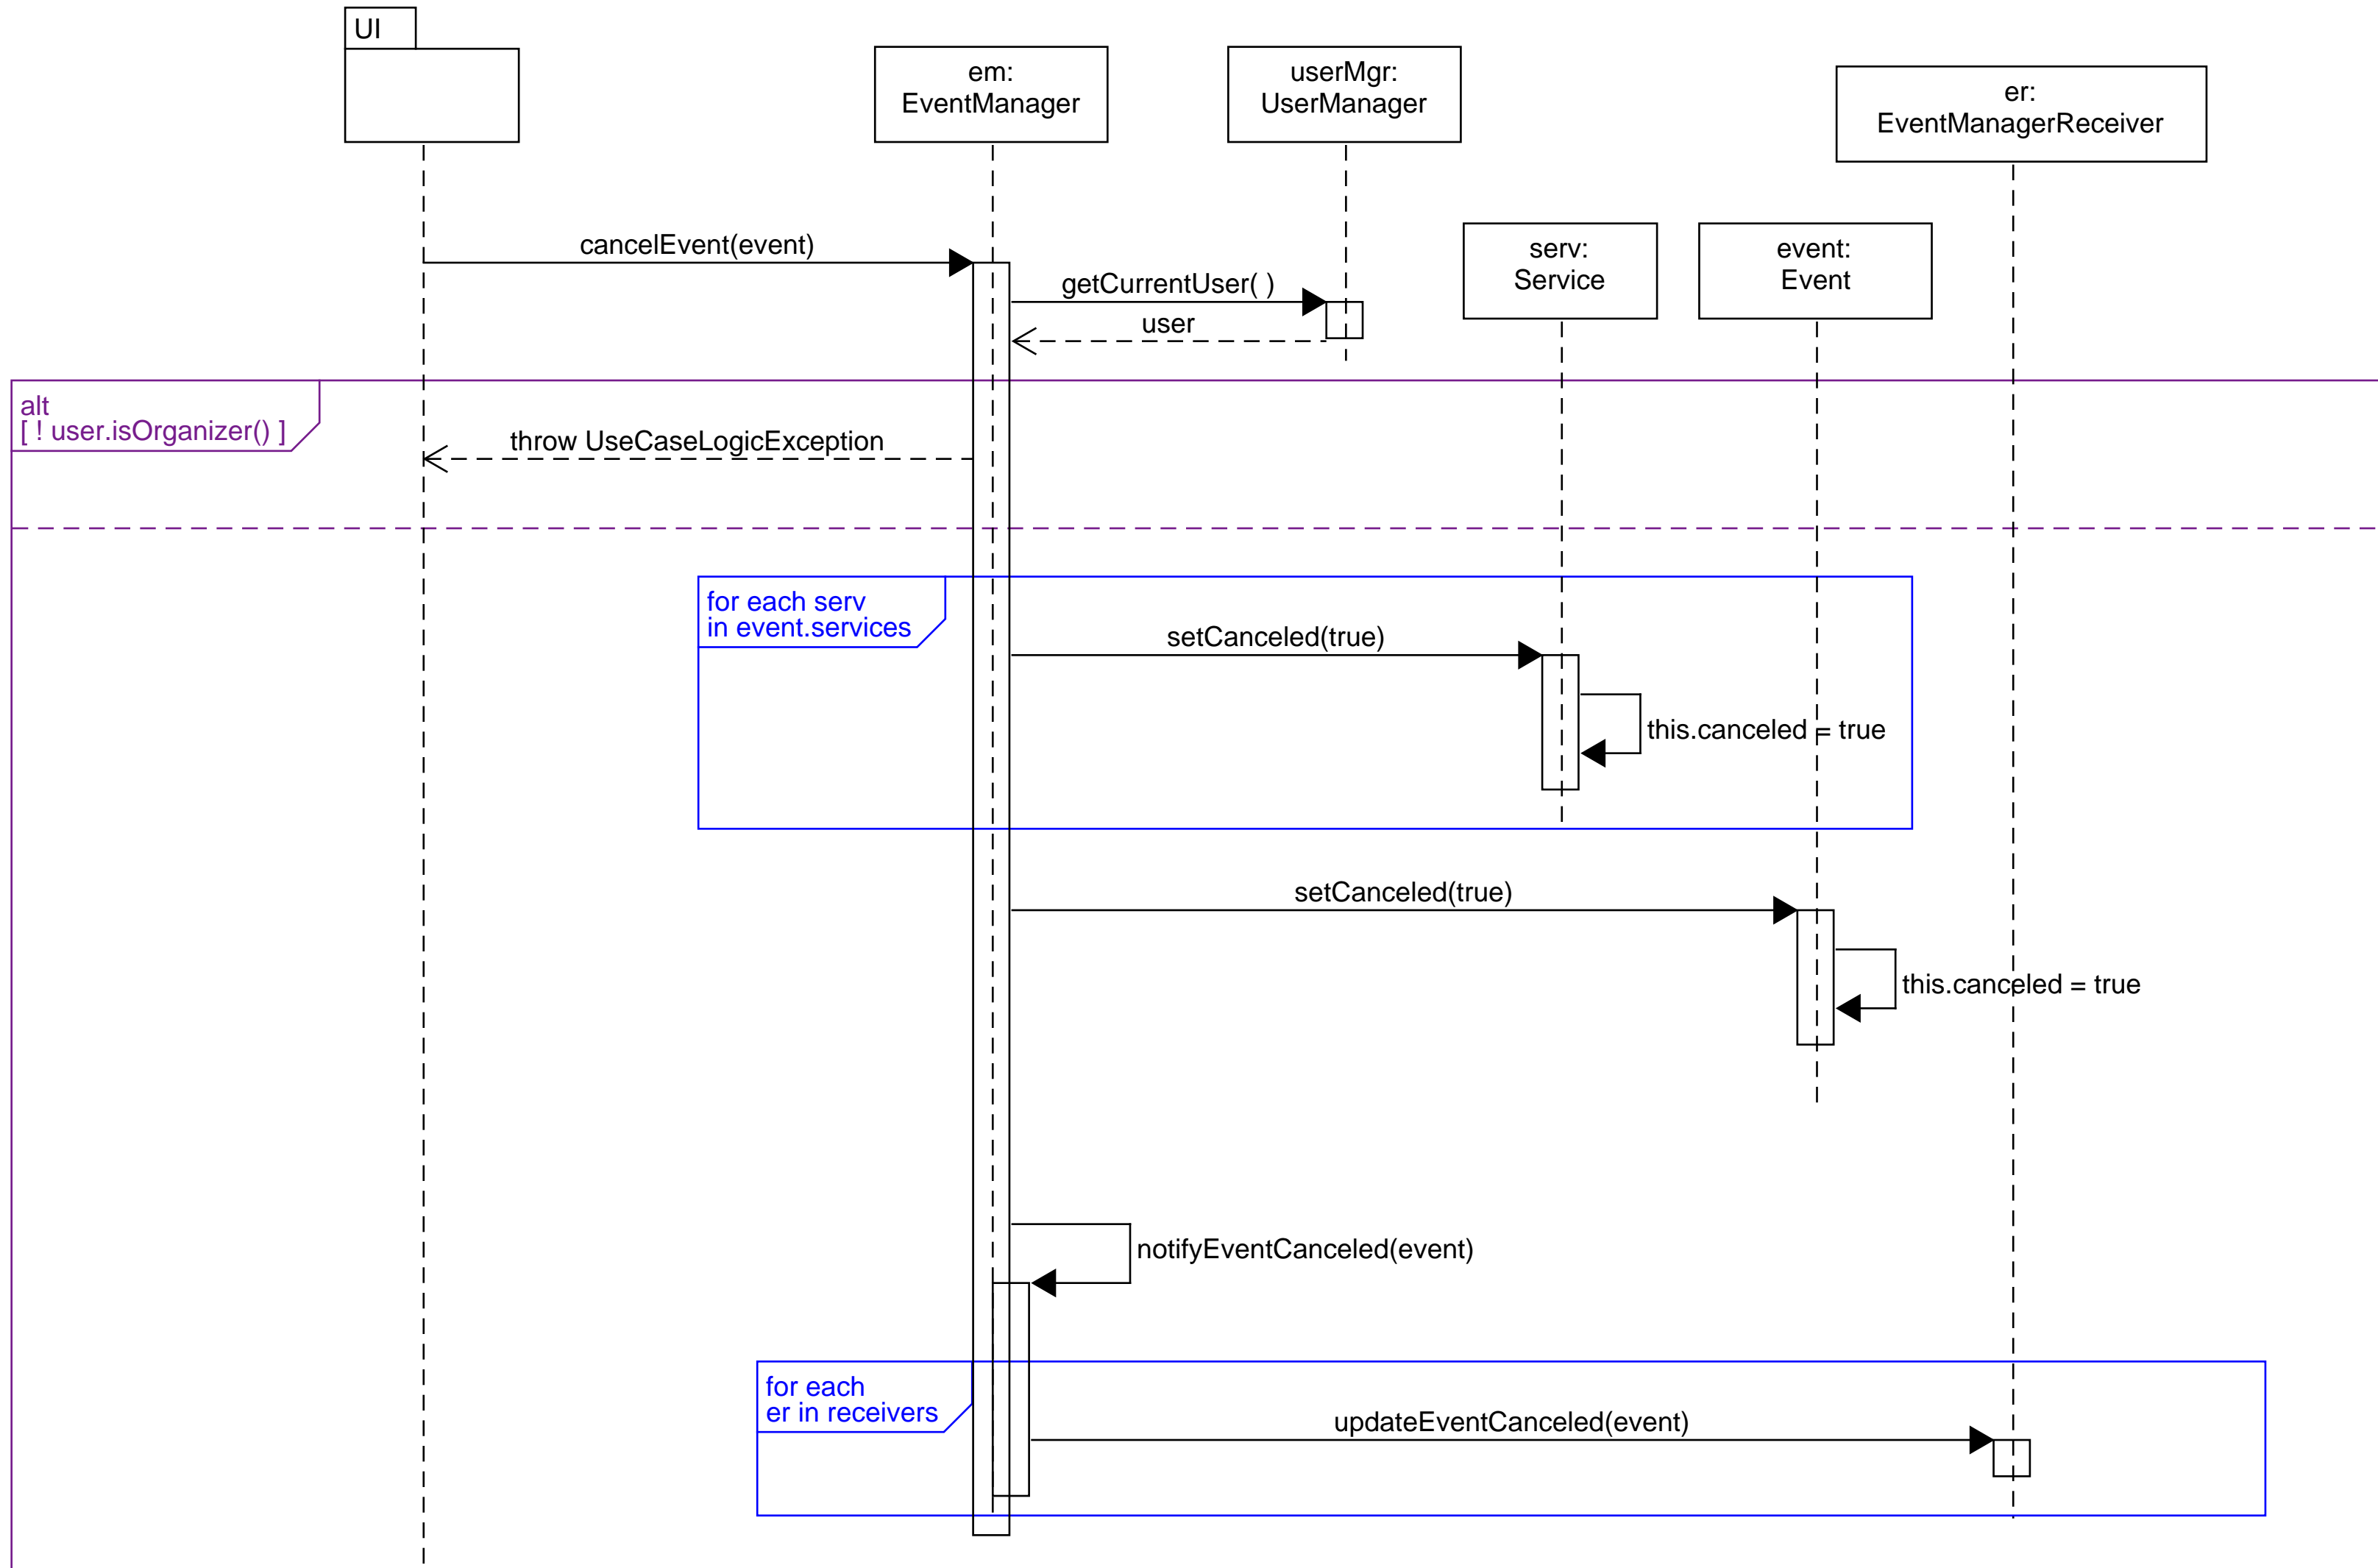 UI
em:
EventManager
userMgr:
UserManager
er:
EventManagerReceiver
cancelEvent(event)
serv:
Service
event:
Event
getCurrentUser( )
user
alt
[ ! user.isOrganizer() ]
throw UseCaseLogicException
for each serv
in event.services
setCanceled(true)
this.canceled = true
setCanceled(true)
this.canceled = true
notifyEventCanceled(event)
for each
er in receivers
updateEventCanceled(event)